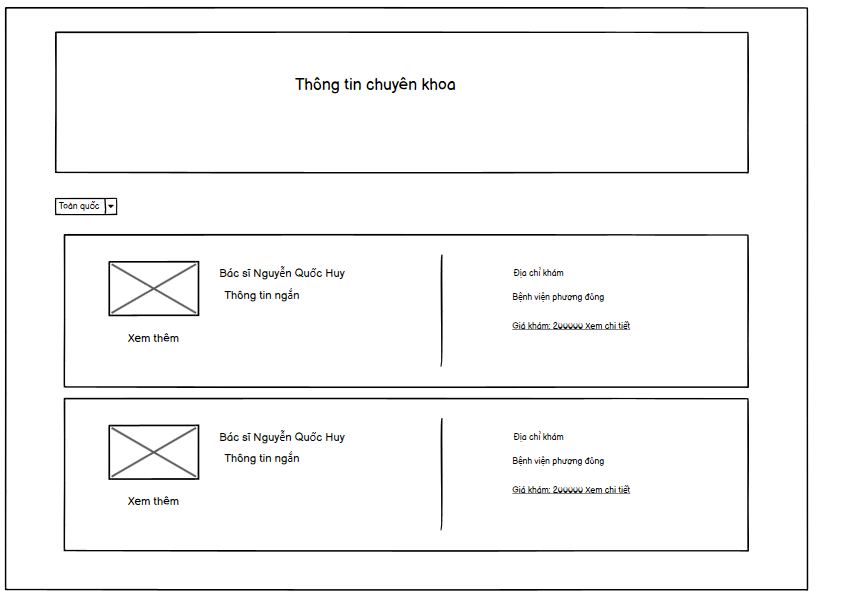 Thông tin chuyên khoa
Toàn quốc
Bác sĩ Nguyễn Quốc Huy
Thông tin ngắn
Xem thêm
Địa chỉ khám
Bệnh viện phương đông
Giá khám: 200000 Xem chi tiết
Bác sĩ Nguyễn Quốc Huy
Thông tin ngắn
Xem thêm
Địa chỉ khám
Bệnh viện phương đông
Giá khám: 200000 Xem chi tiết